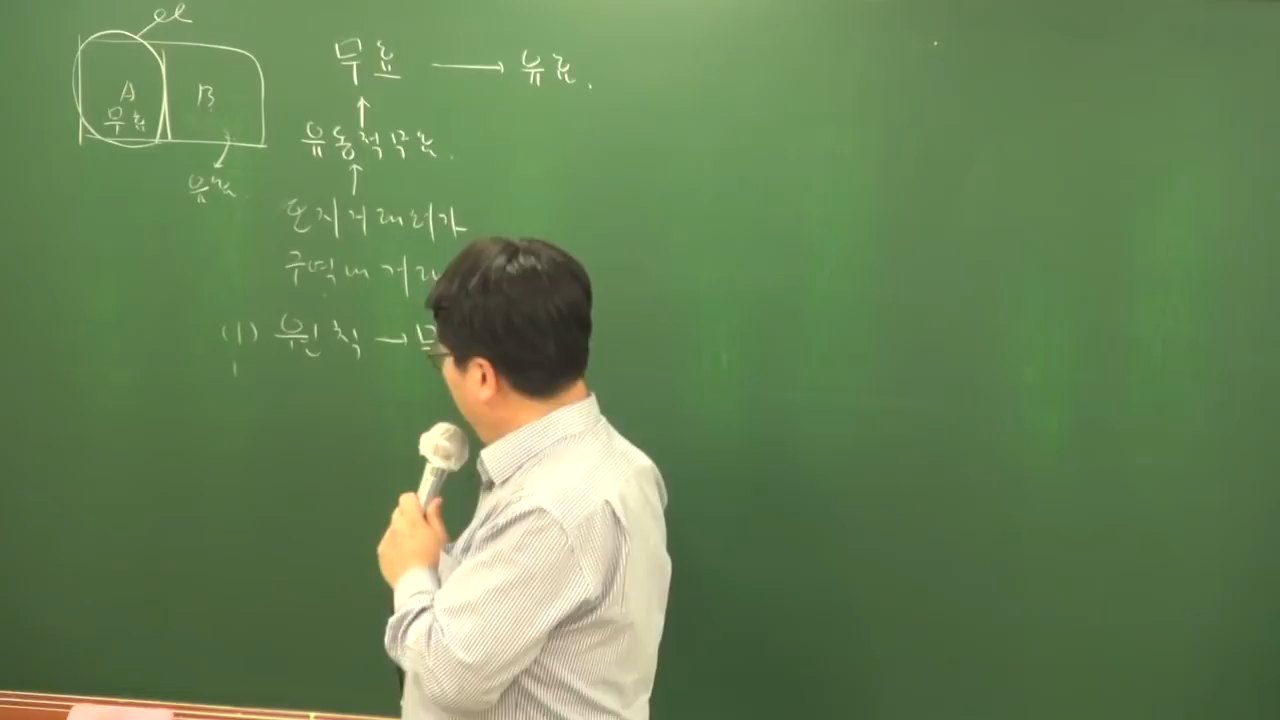 A B
무효
유효.
무효 → 유효.
↑
유동적무효.
↑
토지거래허가
구역내 거래
(1) 원칙 →